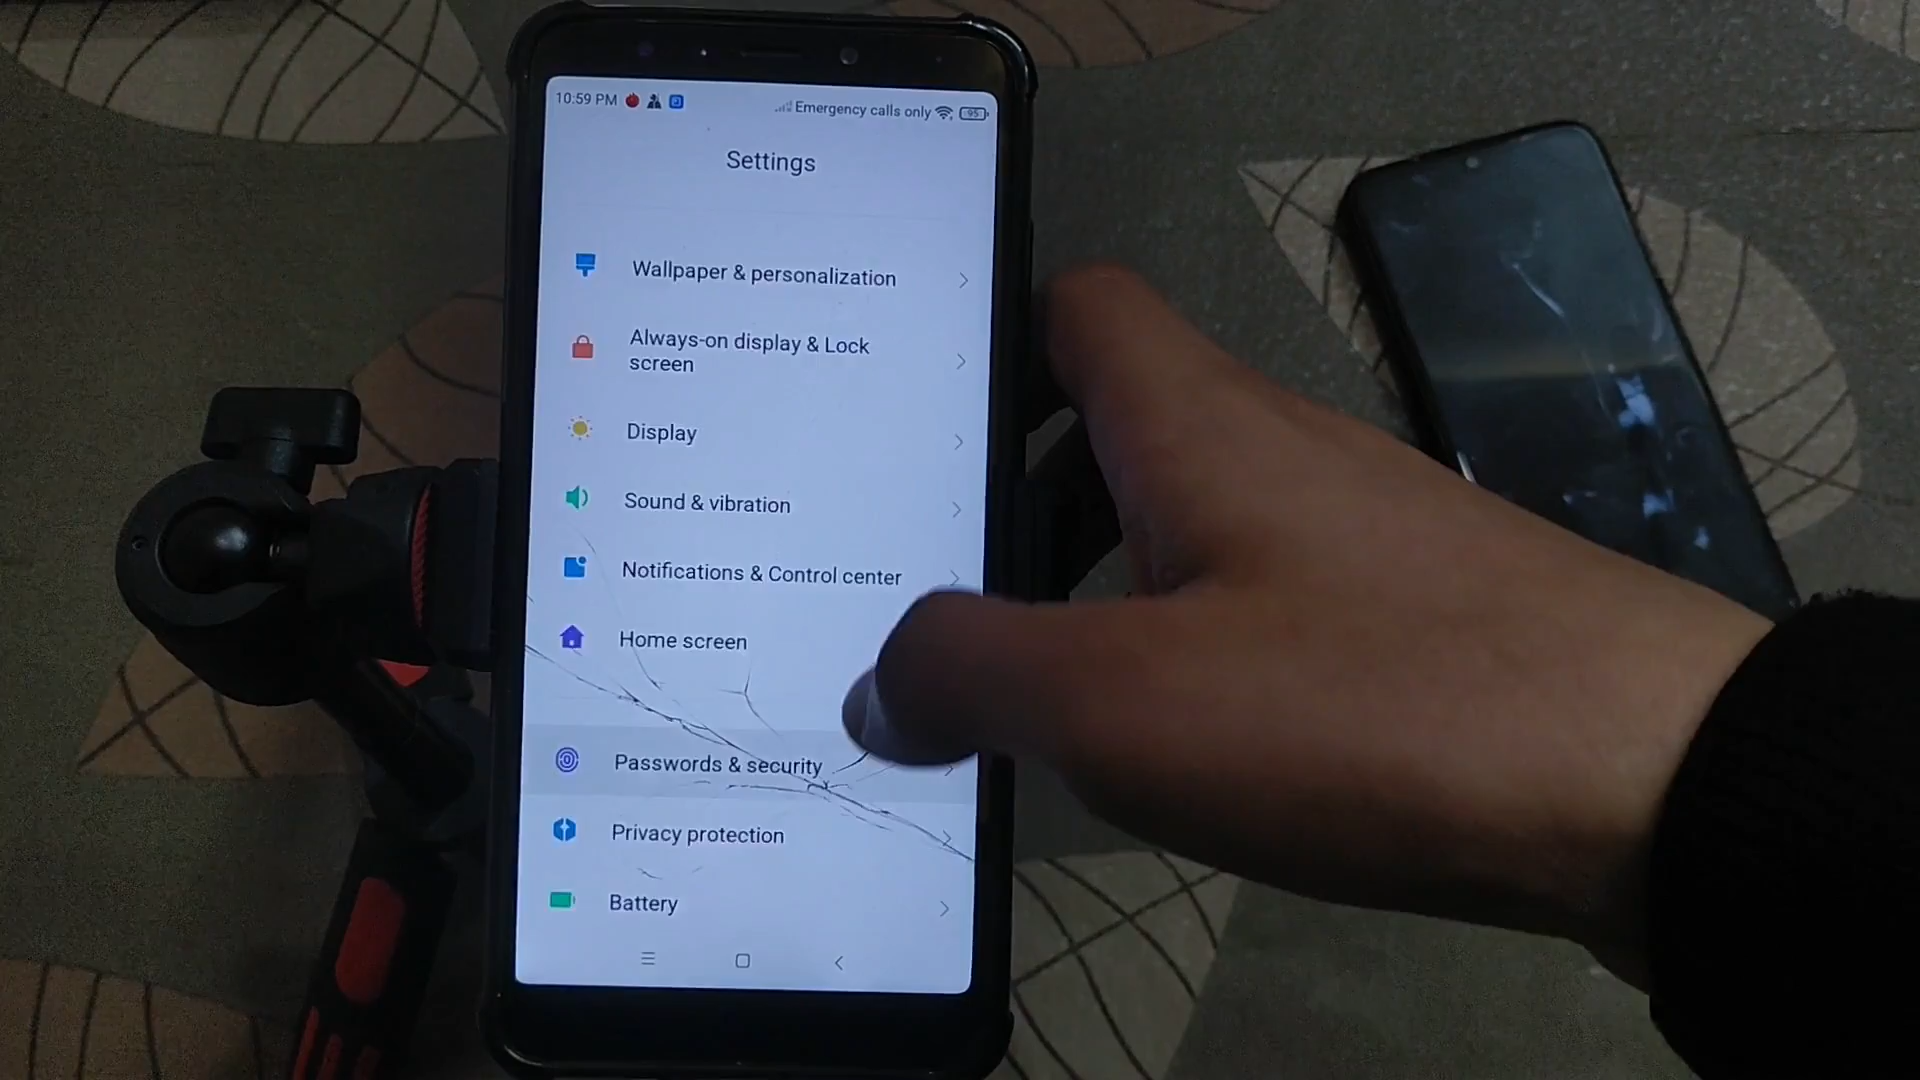 10:59 PM Emergency calls only 95
Settings
Wallpaper & personalization
Always-on display & Lock
screen
Display
Sound & vibration
Notifications & Control center
Home screen
Passwords & security
Privacy protection
Battery